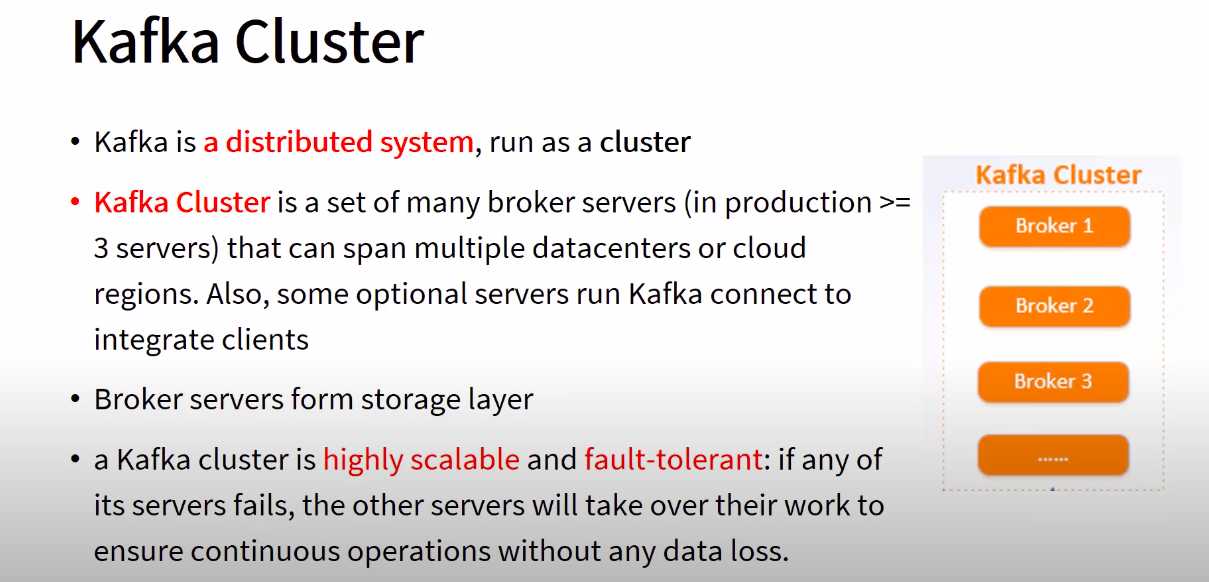 Kafka Cluster
• Kafka is a distributed system, run as a cluster
• Kafka Cluster is a set of many broker servers (in production >=
3 servers) that can span multiple datacenters or cloud
regions. Also, some optional servers run Kafka connect to
integrate clients
• Broker servers form storage layer
• a Kafka cluster is highly scalable and fault-tolerant: if any of
its servers fails, the other servers will take over their work to
ensure continuous operations without any data loss.
Kafka Cluster
Broker 1
Broker 2
Broker 3
......